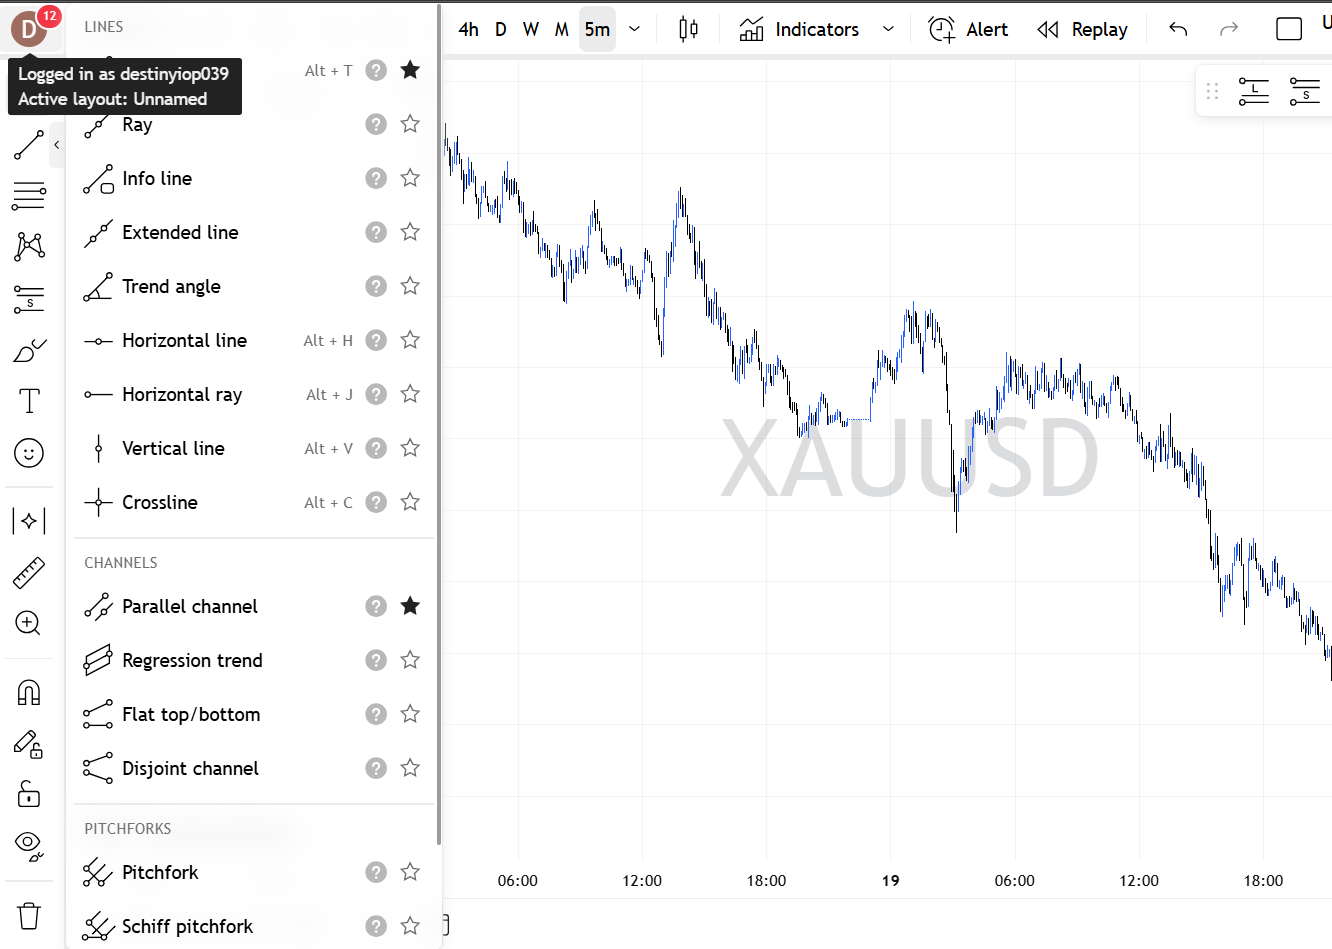 D 12
4h D W M 5m Indicators Alert Replay
Logged in as destinyiop039
Active layout: Unnamed
LINES
Alt + T ?
Ray ?
Info line ?
Extended line ?
Trend angle ?
Horizontal line Alt + H ?
Horizontal ray Alt + J ?
Vertical line Alt + V ?
Crossline Alt + C ?
CHANNELS
Parallel channel ?
Regression trend ?
Flat top/bottom ?
Disjoint channel ?
PITCHFORKS
Pitchfork ?
Schiff pitchfork ?
S
T
L S
XAUUSD
06:00 12:00 18:00 19 06:00 12:00 18:00